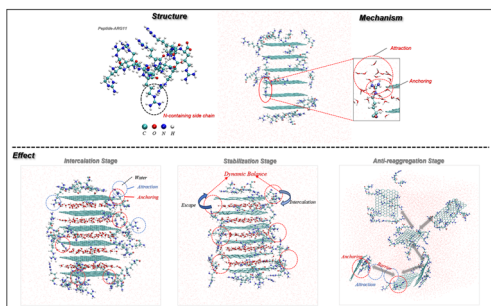 Structure
Mechanism
Peptide-ARG11
Attraction
Anchoring
N-containing side chain
C O N H
Effect
Intercalation Stage
Water
Attraction
Anchoring
Stabilization Stage
Dynamic Balance
Escape
Intercalation
Anti-reaggregation Stage
Anchoring
Attraction